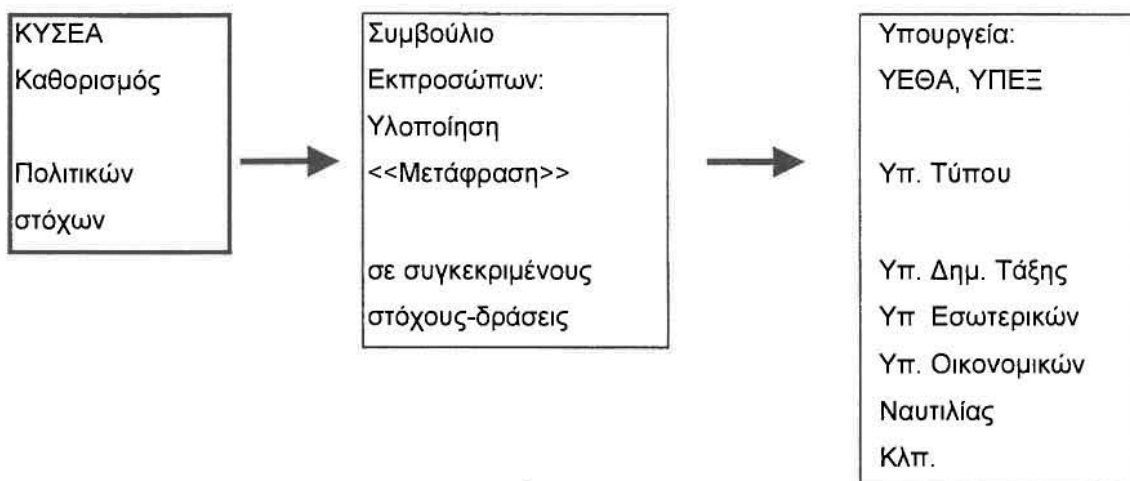 ΚΥΣΕΑ
Καθορισμός
Πολιτικών
στόχων
Συμβούλιο
Εκπροσώπων:
Υλοποίηση
<<Μετάφραση>>
σε συγκεκριμένους
στόχους-δράσεις
Υπουργεία:
ΥΕΘΑ, ΥΠΕΞ
Υπ. Τύπου
Υπ. Δημ. Τάξης
Υπ Εσωτερικών
Υπ. Οικονομικών
Ναυτιλίας
Κλπ.